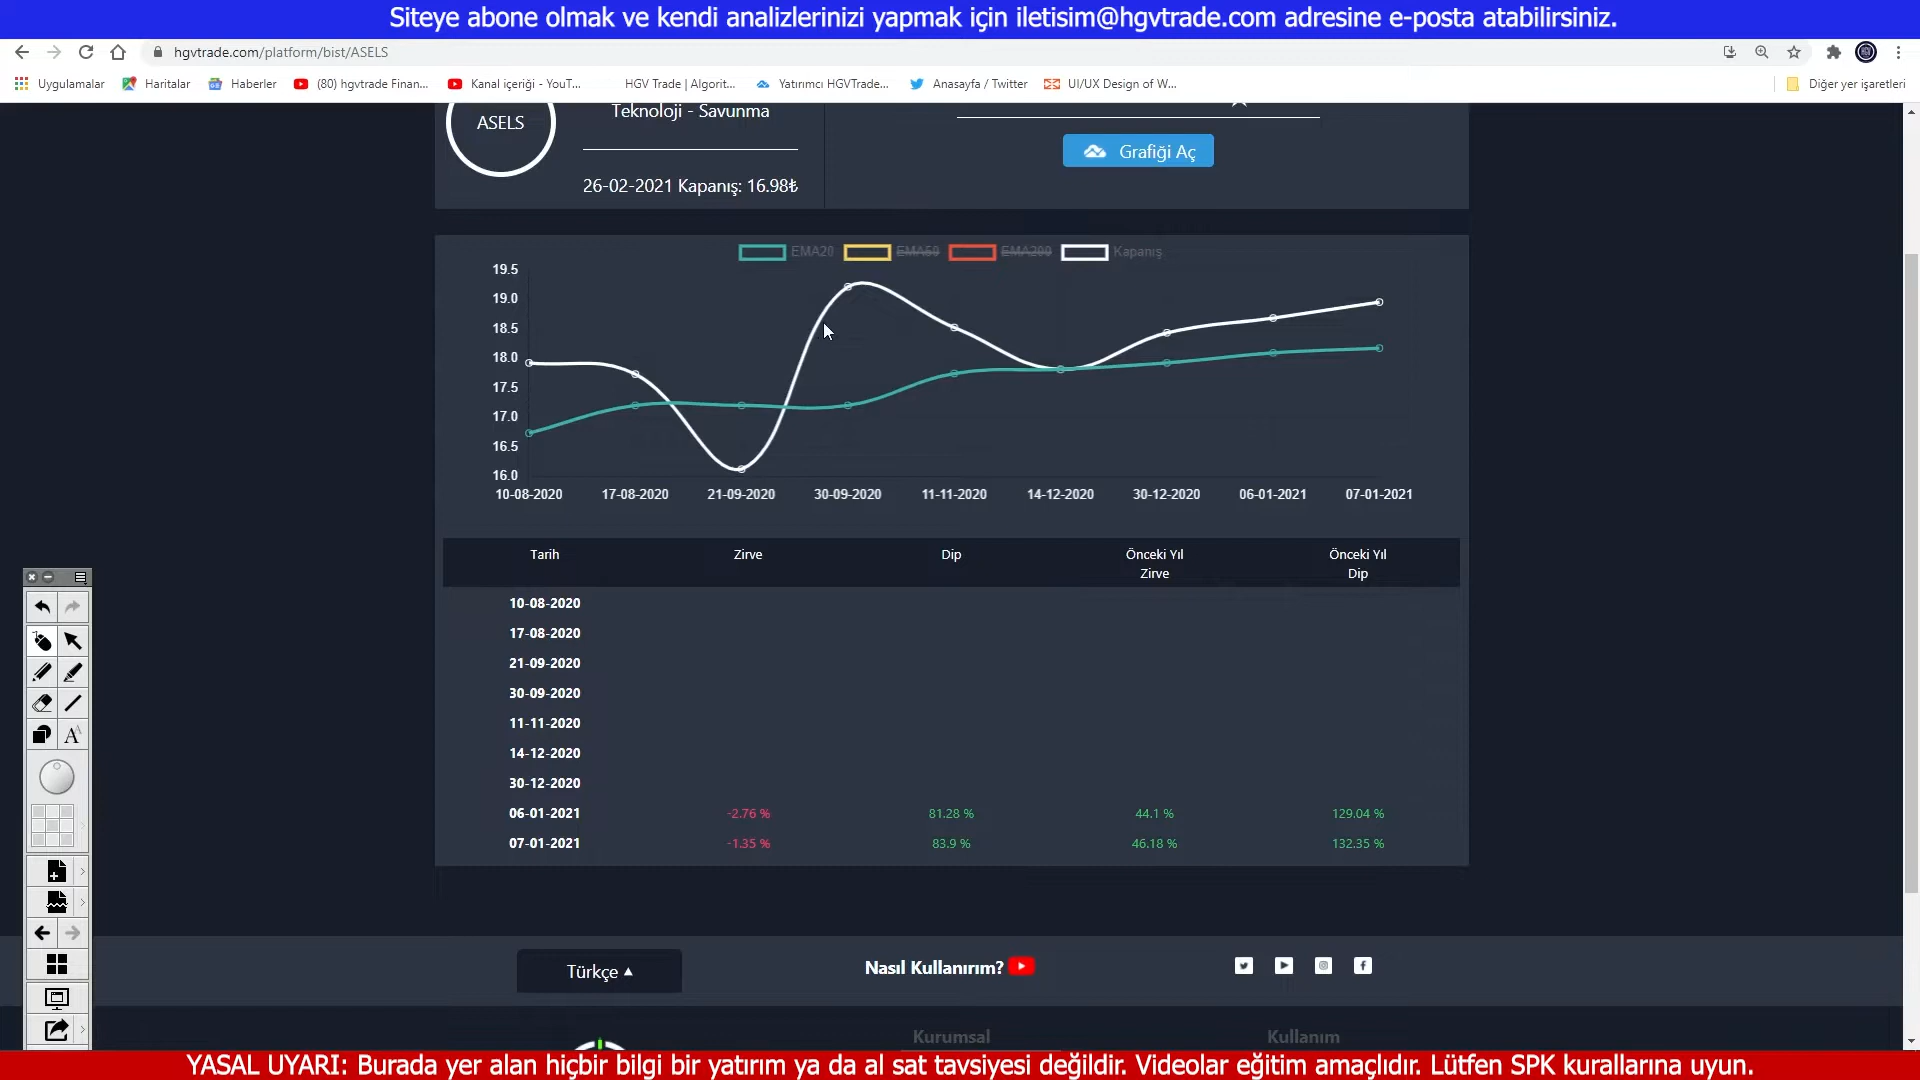 Siteye abone olmak ve kendi analizlerinizi yapmak için iletisim@hgvtrade.com adresine e-posta atabilirsiniz.
hgvtrade.com/platform/bist/ASELS
Uygulamalar Haritalar Haberler (80) hgvtrade Finan... Kanal içeriği - YouT... HGV Trade | Algorit... Yatırımcı HGVTrade... Anasayfa / Twitter UI/UX Design of W... Diğer yer işaretleri
ASELS
Teknoloji - Savunma
Grafiği Aç
26-02-2021 Kapanış: 16.98₺
EMA20 EMA50 EMA200 Kapanış
19.5
19.0
18.5
18.0
17.5
17.0
16.5
16.0
10-08-2020 17-08-2020 21-09-2020 30-09-2020 11-11-2020 14-12-2020 30-12-2020 06-01-2021 07-01-2021
Tarih Zirve Dip Önceki Yıl Zirve Önceki Yıl Dip
10-08-2020
17-08-2020
21-09-2020
30-09-2020
11-11-2020
14-12-2020
30-12-2020
06-01-2021 -2.76 % 81.28 % 44.1 % 129.04 %
07-01-2021 -1.35 % 83.9 % 46.18 % 132.35 %
Türkçe Nasıl Kullanırım?
Kurumsal Kullanım
YASAL UYARI: Burada yer alan hiçbir bilgi bir yatırım ya da al sat tavsiyesi değildir. Videolar eğitim amaçlıdır. Lütfen SPK kurallarına uyun.